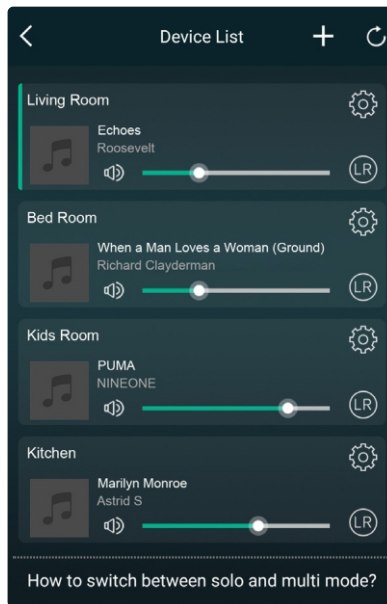 Device List
Living Room
Echoes
Roosevelt
LR
Bed Room
When a Man Loves a Woman (Ground)
Richard Clayderman
LR
Kids Room
PUMA
NINEONE
LR
Kitchen
Marilyn Monroe
Astrid S
LR
How to switch between solo and multi mode?